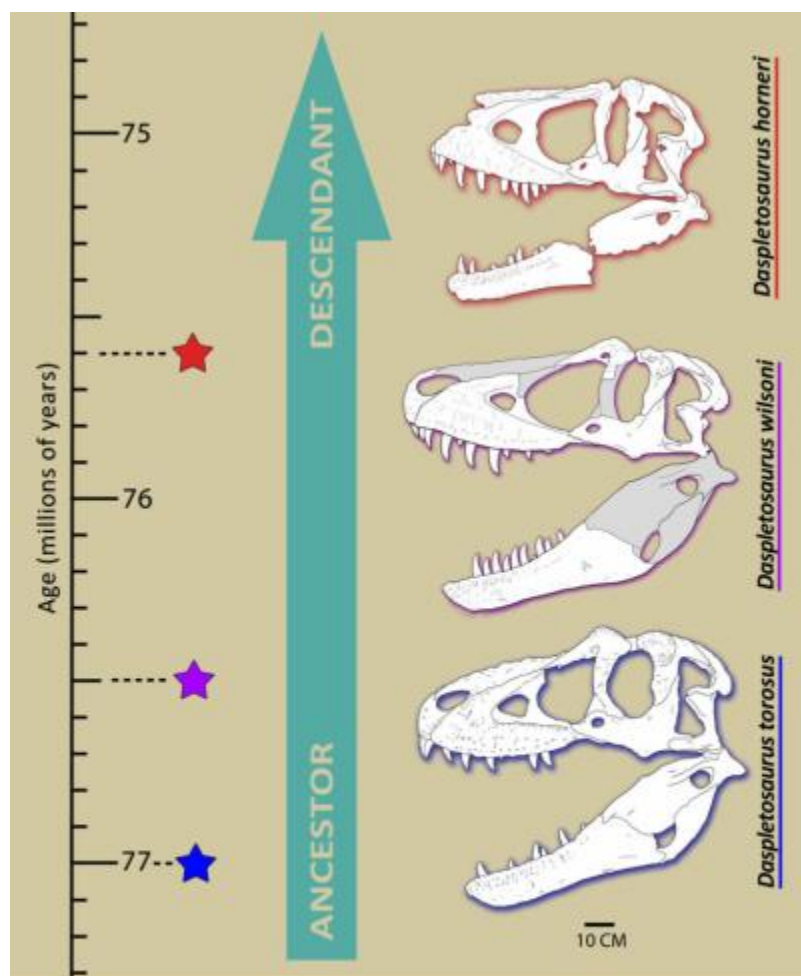 Age (millions of years)
75
76
77
DESCENDANT
ANCESTOR
Daspletosaurus horneri
Daspletosaurus wilsoni
Daspletosaurus torosus
10 CM